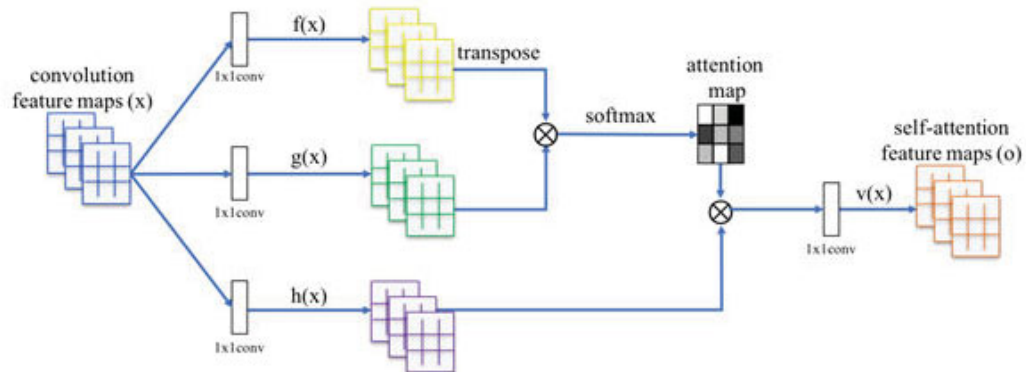 f(x)
1x1conv
transpose
convolution
feature maps (x)
attention
map
softmax
g(x)
1x1conv
self-attention
feature maps (o)
v(x)
1x1conv
h(x)
1x1conv